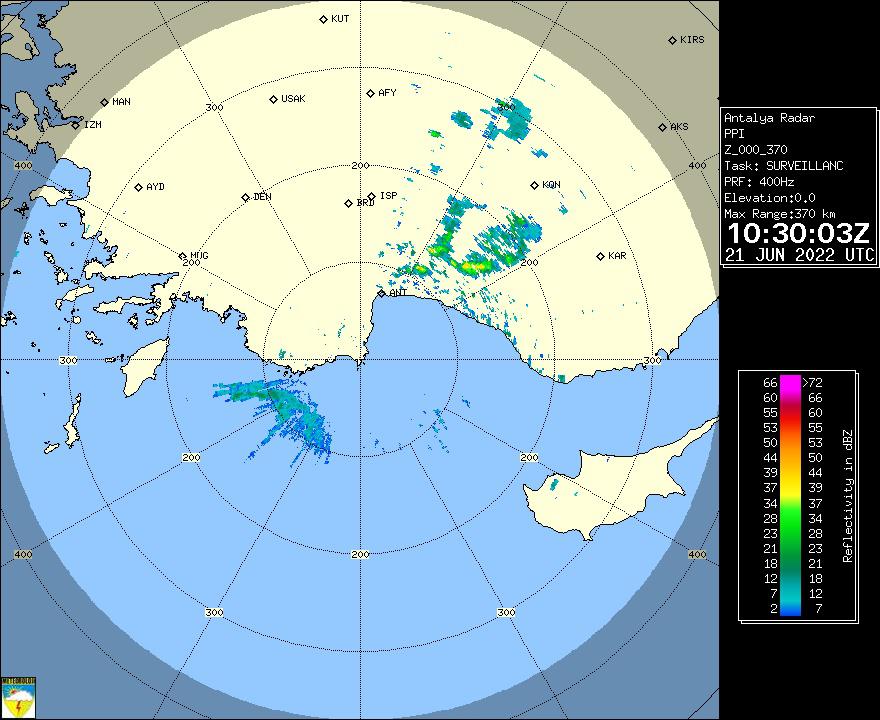 KUT
KIRS
MAN
USAK
AFY
300
300
IZM
AKS
400
200
400
AYD
DEN
BRD
ISP
KON
MUG
200
200
KAR
ANT
300
300
200
200
400
200
400
300
300
Antalya Radar
PPI
Z_000_370
Task: SURVEILLANC
PRF: 400Hz
Elevation:0.0
Max Range:370 km
10:30:03Z
21 JUN 2022 UTC
66 >72
60 66
55 60
53 55
50 53
44 50
39 44
37 39
34 37
28 34
23 28
21 23
18 21
12 18
7 12
2 7
Reflectivity in dBZ